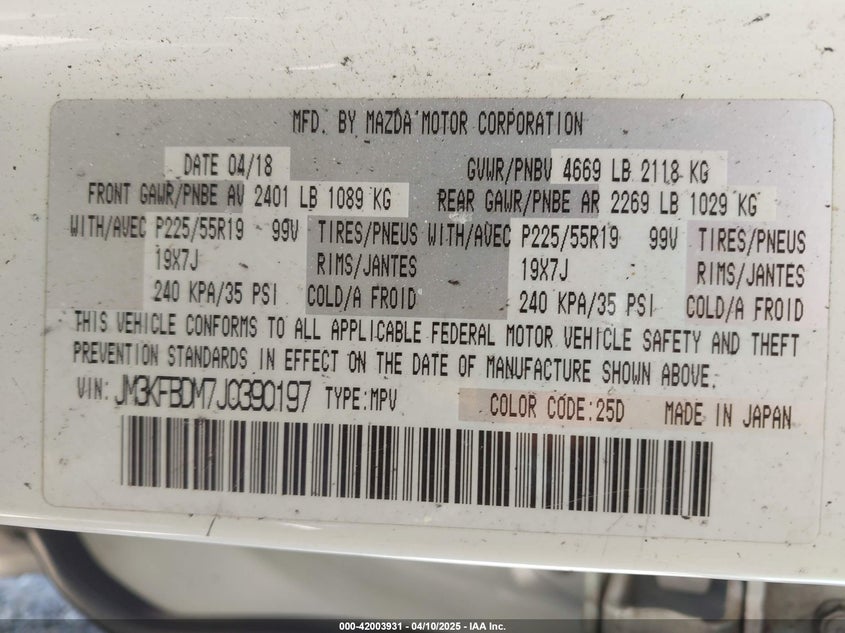 MFD. BY MAZDA MOTOR CORPORATION
DATE 04/18 GVWR/PNBV 4669 LB 2118 KG
FRONT GAWR/PNBE AV 2401 LB 1089 KG REAR GAWR/PNBE AR 2269 LB 1029 KG
WITH/AVEC P225/55R19 99V TIRES/PNEUS WITH/AVEC P225/55R19 99V TIRES/PNEUS
19X7J RIMS/JANTES 19X7J RIMS/JANTES
240 KPA/35 PSI COLD/A FROID 240 KPA/35 PSI COLD/A FROID
THIS VEHICLE CONFORMS TO ALL APPLICABLE FEDERAL MOTOR VEHICLE SAFETY AND THEFT
PREVENTION STANDARDS IN EFFECT ON THE DATE OF MANUFACTURE SHOWN ABOVE.
VIN: JM3KFBDM7J0390197 TYPE:MPV COLOR CODE:25D MADE IN JAPAN
000-42003931 - 04/10/2025 - IAA Inc.